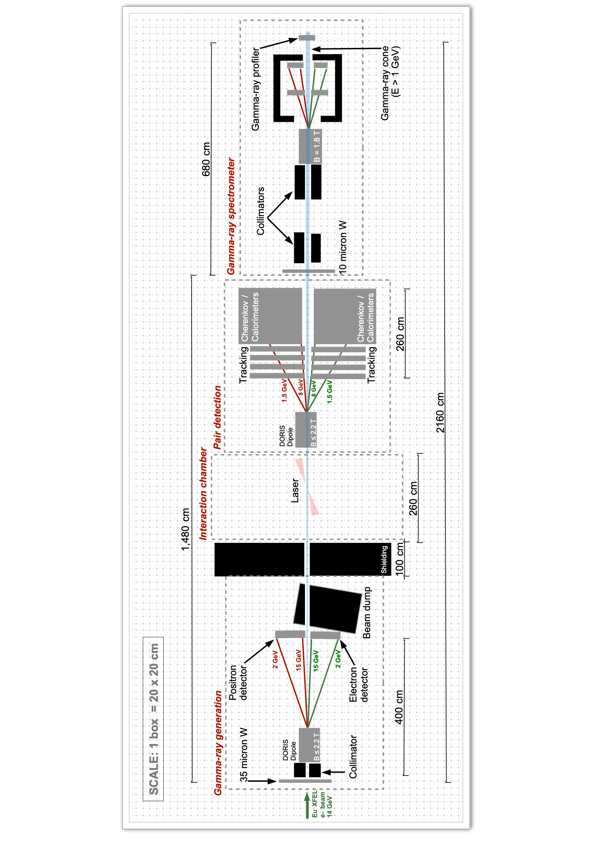 SCALE: 1 box = 20 x 20 cm
Gamma-ray generation
35 micron W
Eu XFEL
e- beam
14 GeV
Collimator
DORIS
Dipole
B ≤ 2.2 T
Positron
detector
2 GeV
15 GeV
15 GeV
2 GeV
Electron
detector
Beam dump
Shielding
400 cm
100 cm
1,480 cm
Interaction chamber
Laser
260 cm
Pair detection
DORIS
Dipole
B ≤ 2.2 T
1.5 GeV
8 GeV
8 GeV
1.5 GeV
Tracking
Tracking
Cherenkov /
Calorimeters
Cherenkov /
Calorimeters
260 cm
2160 cm
Gamma-ray spectrometer
10 micron W
Collimators
B = 1.8 T
Gamma-ray profiler
Gamma-ray cone
(E > 1 GeV)
680 cm